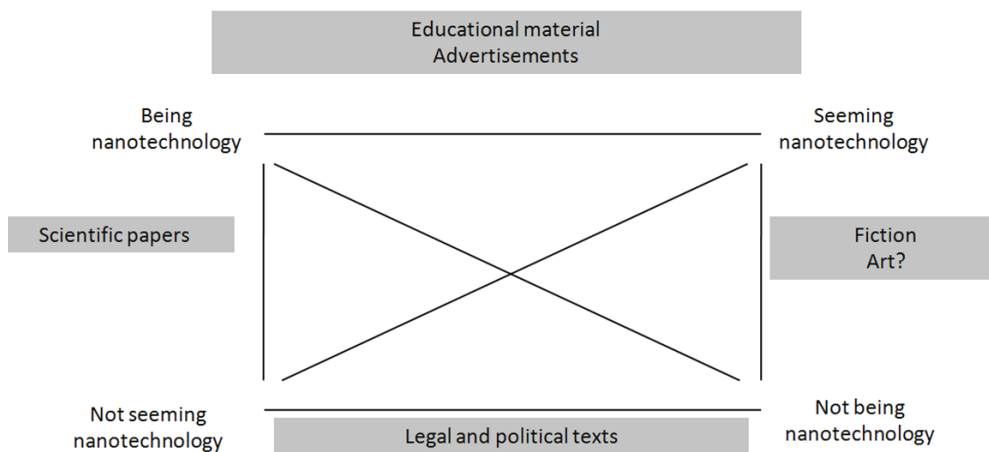 Educational material
Advertisements
Being
nanotechnology
Seeming
nanotechnology
Scientific papers
Fiction
Art?
Not seeming
nanotechnology
Not being
nanotechnology
Legal and political texts